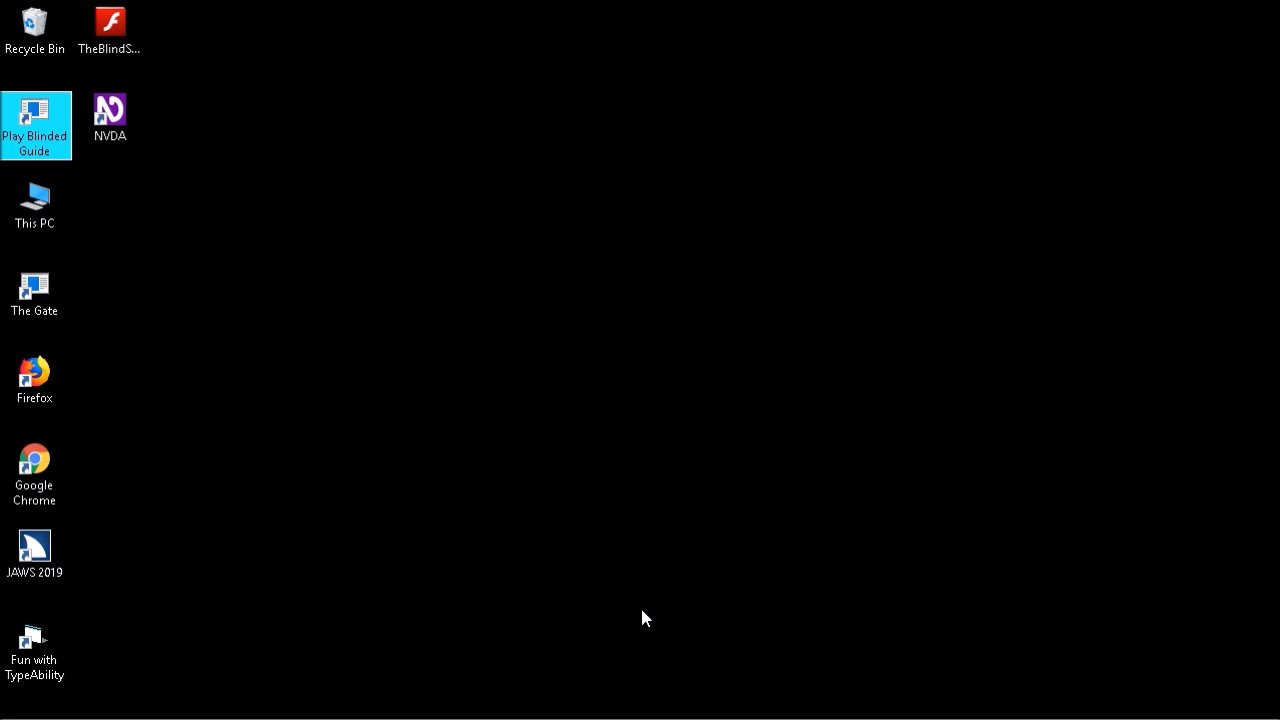 Recycle Bin
TheBlindS...
Play Blinded
Guide
NVDA
This PC
The Gate
Firefox
Google
Chrome
JAWS 2019
Fun with
TypeAbility